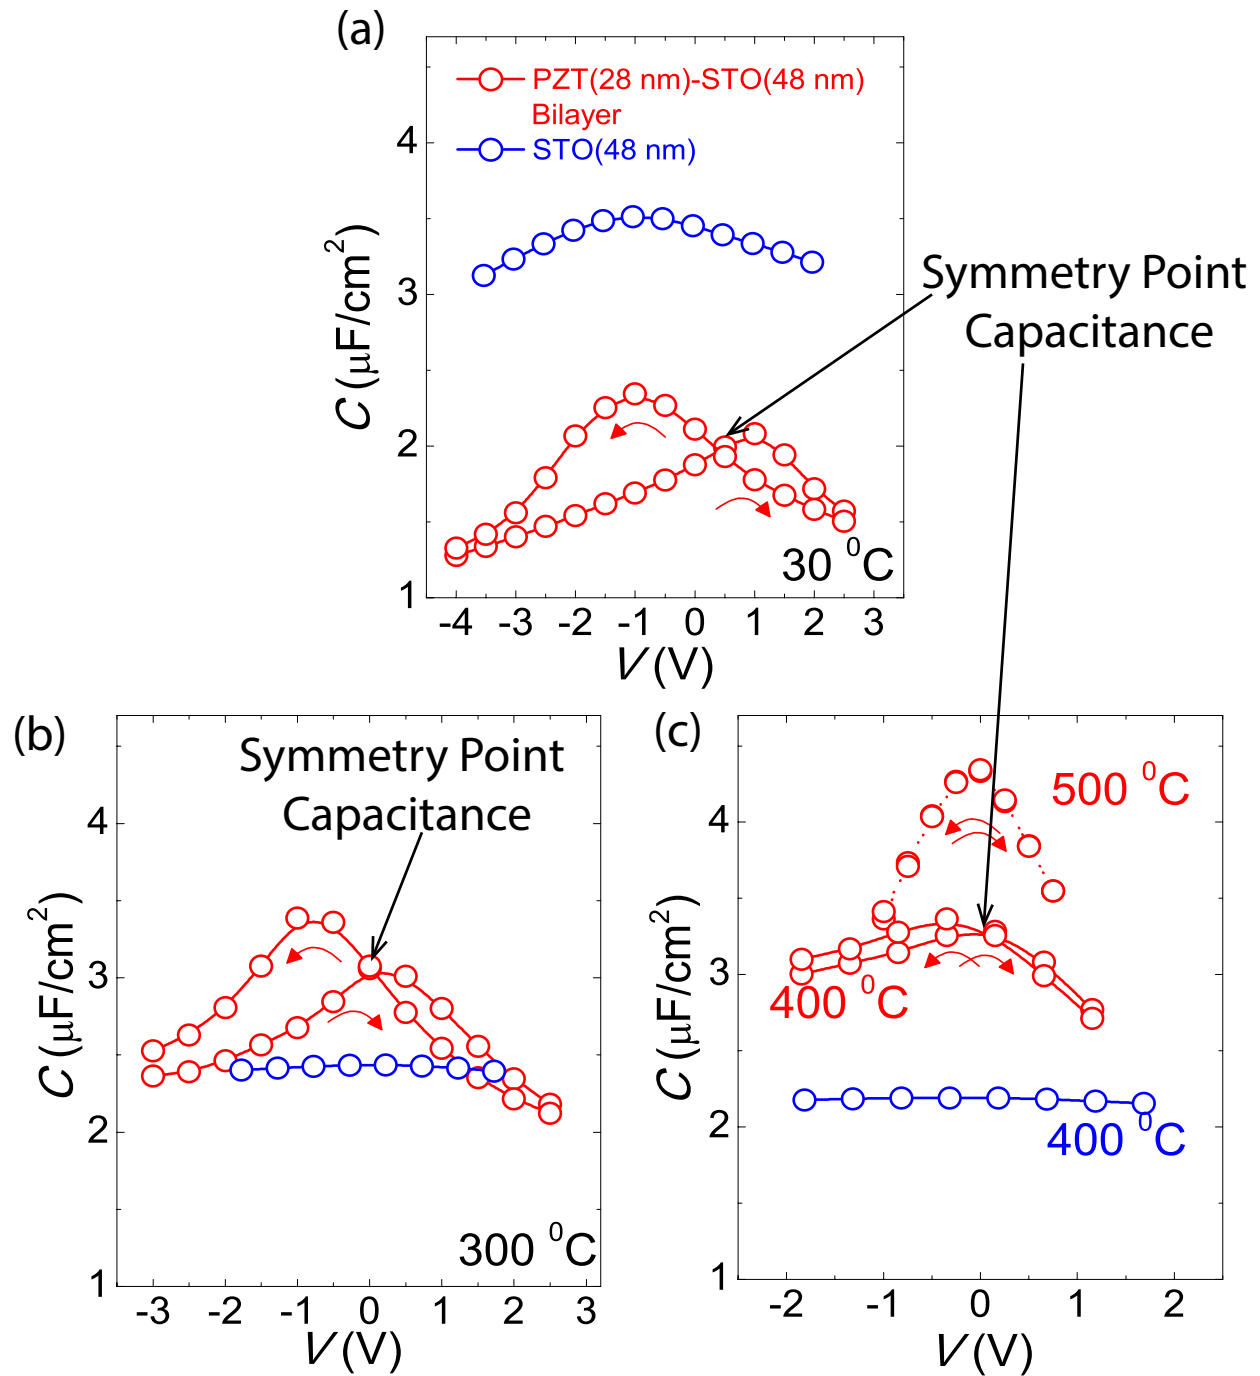 (a)
PZT(28 nm)-STO(48 nm)
Bilayer
STO(48 nm)
4
3
2
1
C (μF/cm²)
30 ⁰C
-4 -3 -2 -1 0 1 2 3
V (V)
Symmetry Point
Capacitance
(b)
Symmetry Point
Capacitance
4
3
2
1
C (μF/cm²)
300 ⁰C
-3 -2 -1 0 1 2 3
V (V)
(c)
500 ⁰C
400 ⁰C
400 ⁰C
4
3
2
1
C (μF/cm²)
-2 -1 0 1 2
V (V)